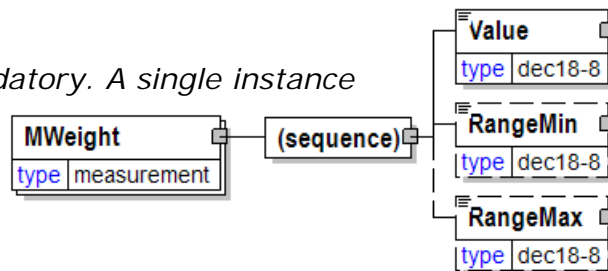 Value
type dec18-8
datory. A single instance
RangeMin
type dec18-8
MWeight
type measurement
(sequence)
RangeMax
type dec18-8